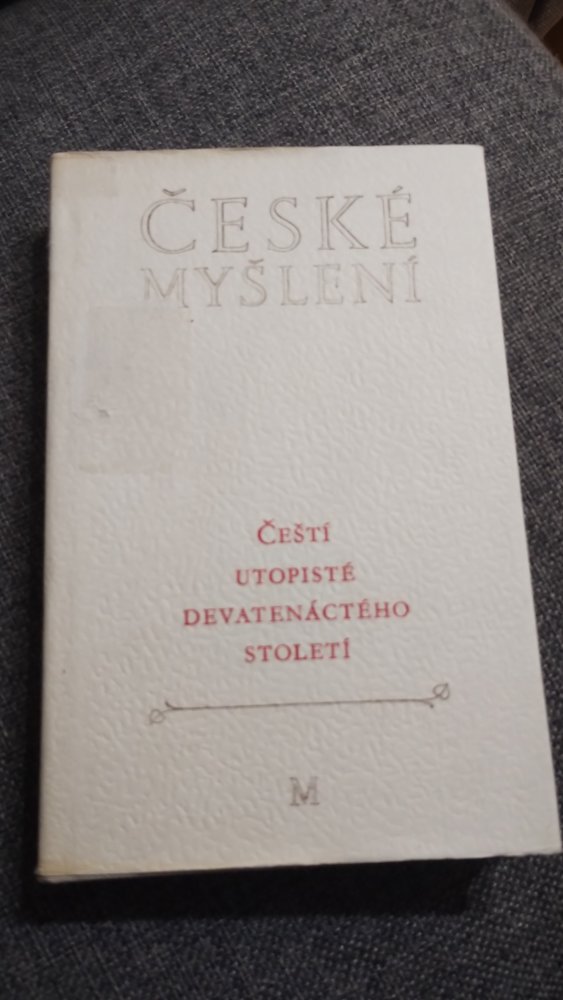 ČESKÉ
MYŠLENÍ
ČEŠTÍ
UTOPISTÉ
DEVATENÁCTÉHO
STOLETÍ
M